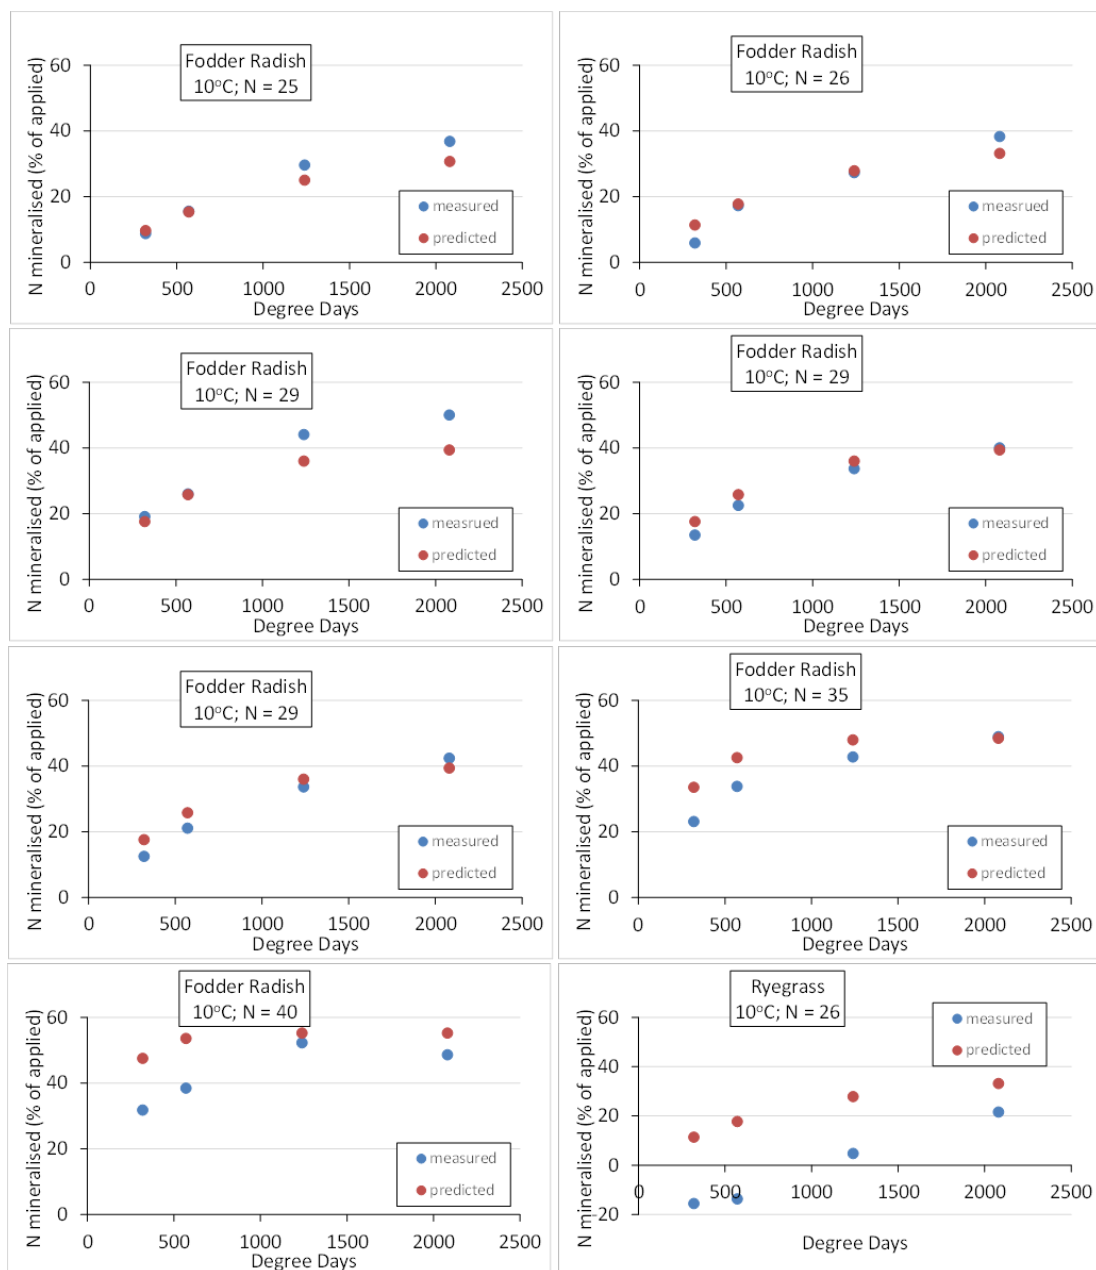 N mineralised (% of applied)
60
40
20
0
Fodder Radish
10°C; N = 25
measured
predicted
0 500 1000 1500 2000 2500
Degree Days
N mineralised (% of applied)
60
40
20
0
Fodder Radish
10°C; N = 26
measrued
predicted
0 500 1000 1500 2000 2500
Degree Days
N mineralised (% of applied)
60
40
20
0
Fodder Radish
10°C; N = 29
measrued
predicted
0 500 1000 1500 2000 2500
Degree Days
N mineralised (% of applied)
60
40
20
0
Fodder Radish
10°C; N = 29
measured
predicted
0 500 1000 1500 2000 2500
Degree Days
N mineralised (% of applied)
60
40
20
0
Fodder Radish
10°C; N = 29
measured
predicted
0 500 1000 1500 2000 2500
Degree Days
N mineralised (% of applied)
60
40
20
0
Fodder Radish
10°C; N = 35
measured
predicted
0 500 1000 1500 2000 2500
Degree Days
N mineralised (% of applied)
60
40
20
0
Fodder Radish
10°C; N = 40
measured
predicted
0 500 1000 1500 2000 2500
Degree Days
N mineralised (% of applied)
60
40
20
0
-20
Ryegrass
10°C; N = 26
measured
predicted
0 500 1000 1500 2000 2500
Degree Days